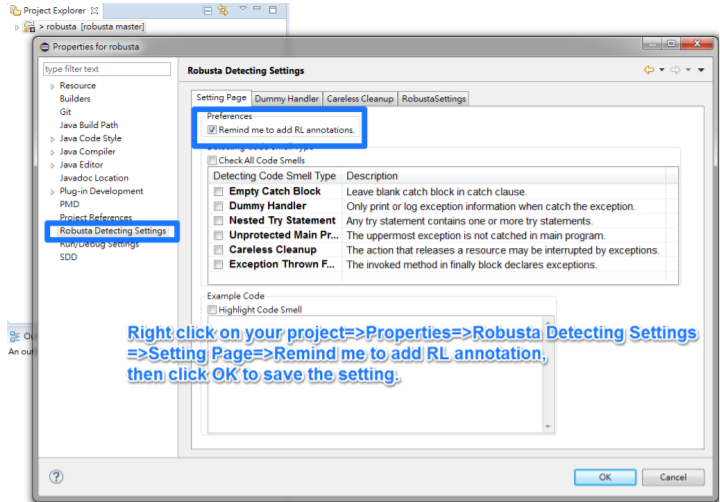 Project Explorer
> robusta [robusta master]
Properties for robusta
type filter text
Robusta Detecting Settings
Resource
Builders
Git
Java Build Path
Java Code Style
Java Compiler
Java Editor
Javadoc Location
Plug-in Development
PMD
Project References
Robusta Detecting Settings
Run/Debug Settings
SDD
Setting Page
Dummy Handler
Careless Cleanup
RobustaSettings
Preferences
Remind me to add RL annotations.
Detecting Code Smell Type
Check All Code Smells
Detecting Code Smell Type Description
Empty Catch Block Leave blank catch block in catch clause.
Dummy Handler Only print or log exception information when catch the exception.
Nested Try Statement Any try statement contains one or more try statements.
Unprotected Main Pr... The uppermost exception is not catched in main program.
Careless Cleanup The action that releases a resource may be interrupted by exceptions.
Exception Thrown F... The invoked method in finally block declares exceptions.
Example Code
Highlight Code Smell
Right click on your project=>Properties=>Robusta Detecting Settings
=>Setting Page=>Remind me to add RL annotation,
then click OK to save the setting.
Ou
An out
OK
Cancel